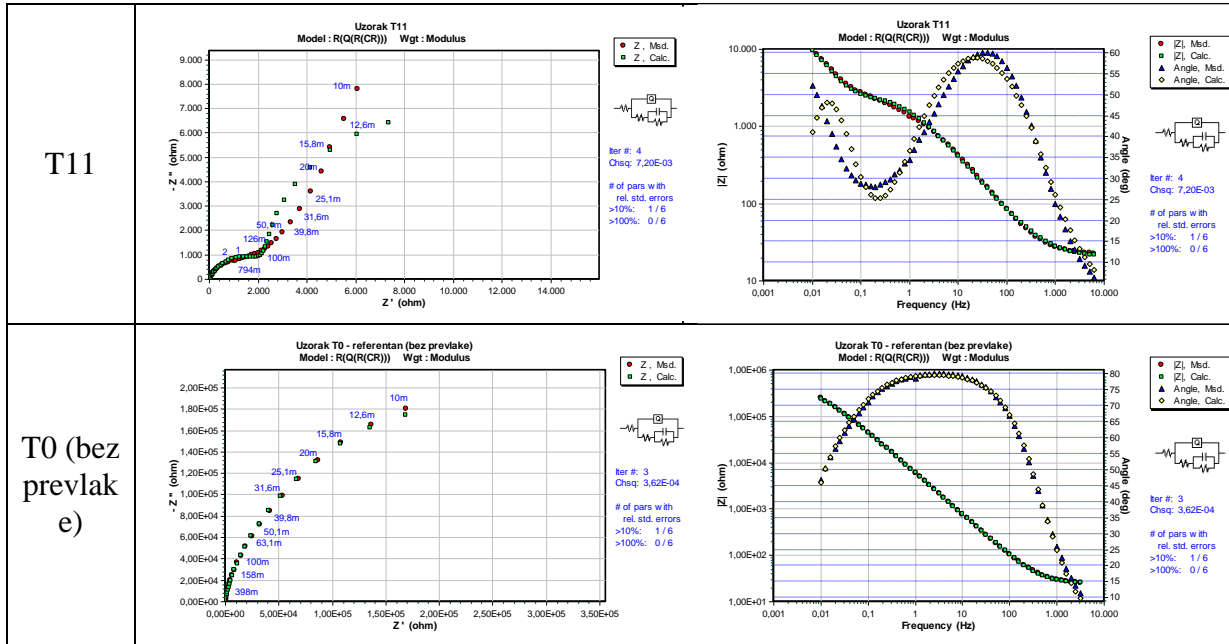 T11
Uzorak T11
Model : R(Q(R(CR))) Wgt : Modulus
Z , Msd.
Z , Calc.
- Z '' (ohm)
9.000
8.000
7.000
6.000
5.000
4.000
3.000
2.000
1.000
0
10m
12,6m
15,8m
20m
25,1m
31,6m
39,8m
126m
100m
2
1
794m
0
2.000
4.000
6.000
8.000
10.000
12.000
14.000
Z ' (ohm)
Q
Iter #: 4
Chsq: 7,20E-03
# of pars with
rel. std. errors
>10%: 1 / 6
>100%: 0 / 6
Uzorak T11
Model : R(Q(R(CR))) Wgt : Modulus
|Z|, Msd.
|Z|, Calc.
Angle, Msd.
Angle, Calc.
|Z| (ohm)
10.000
1.000
100
10
Angle (deg)
60
55
50
45
40
35
30
25
20
15
10
0,001
0,01
0,1
1
10
100
1.000
10.000
Frequency (Hz)
Q
Iter #: 4
Chsq: 7,20E-03
# of pars with
rel. std. errors
>10%: 1 / 6
>100%: 0 / 6
T0 (bez
prevlak
e)
Uzorak T0 - referentan (bez prevlake)
Model : R(Q(R(CR))) Wgt : Modulus
Z , Msd.
Z , Calc.
- Z '' (ohm)
2,00E+05
1,80E+05
1,60E+05
1,40E+05
1,20E+05
1,00E+05
8,00E+04
6,00E+04
4,00E+04
2,00E+04
0,00E+00
10m
12,6m
15,8m
20m
25,1m
31,6m
39,8m
50,1m
63,1m
100m
158m
398m
0,00E+00
5,00E+04
1,00E+05
1,50E+05
2,00E+05
2,50E+05
3,00E+05
3,50E+05
Z ' (ohm)
Q
Iter #: 3
Chsq: 3,62E-04
# of pars with
rel. std. errors
>10%: 1 / 6
>100%: 0 / 6
Uzorak T0 - referentan (bez prevlake)
Model : R(Q(R(CR))) Wgt : Modulus
|Z|, Msd.
|Z|, Calc.
Angle, Msd.
Angle, Calc.
|Z| (ohm)
1,00E+06
1,00E+05
1,00E+04
1,00E+03
1,00E+02
1,00E+01
Angle (deg)
80
75
70
65
60
55
50
45
40
35
30
25
20
15
10
0,001
0,01
0,1
1
10
100
1.000
10.000
Frequency (Hz)
Q
Iter #: 3
Chsq: 3,62E-04
# of pars with
rel. std. errors
>10%: 1 / 6
>100%: 0 / 6